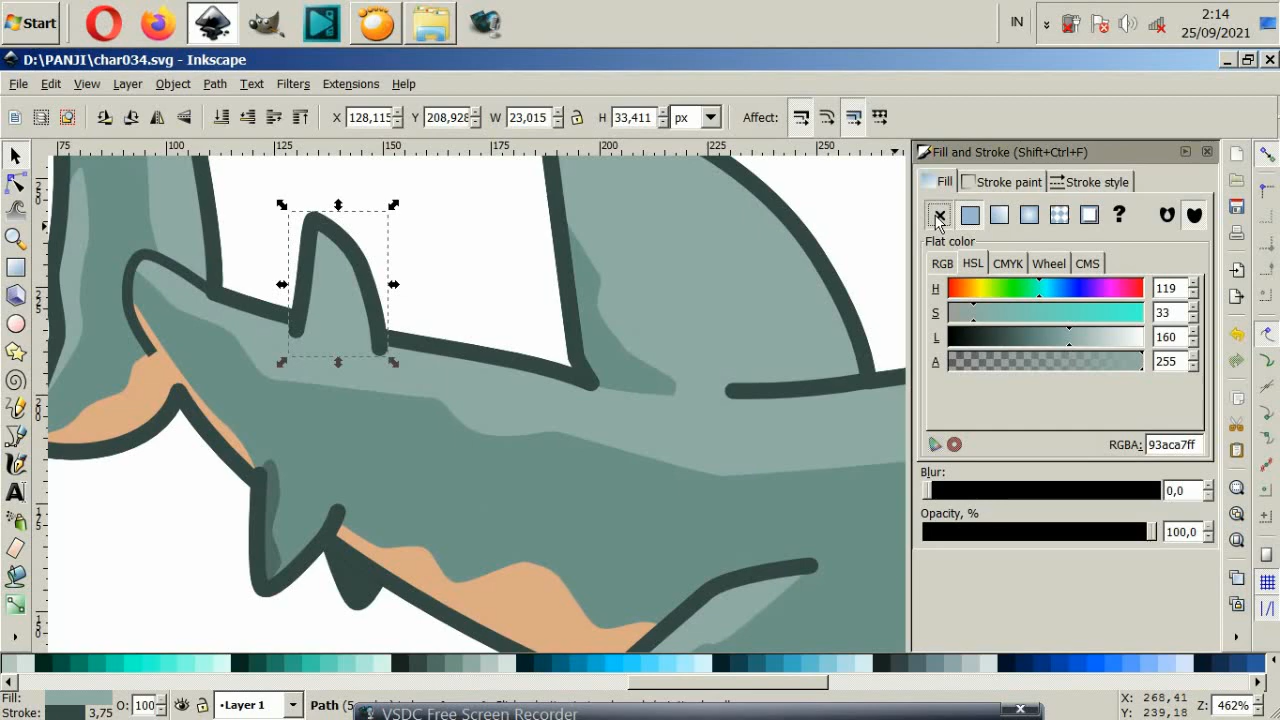 Start
IN
2:14
25/09/2021
D:\PANJI\char034.svg - Inkscape
File Edit View Layer Object Path Text Filters Extensions Help
X 128,115 Y 208,928 W 23,015 H 33,411 px Affect:
75 100 125 150 175 200 225 250
Fill and Stroke (Shift+Ctrl+F)
Fill Stroke paint Stroke style
?
Flat color
RGB HSL CMYK Wheel CMS
H 119
S 33
L 160
A 255
RGBA: 93aca7ff
Blur:
0,0
Opacity, %
100,0
Fill:
Stroke: 3,75
O: 100
Layer 1
Path (5
X: 268,41
Y: 239,18
Z: 462%
VSDC Free Screen Recorder